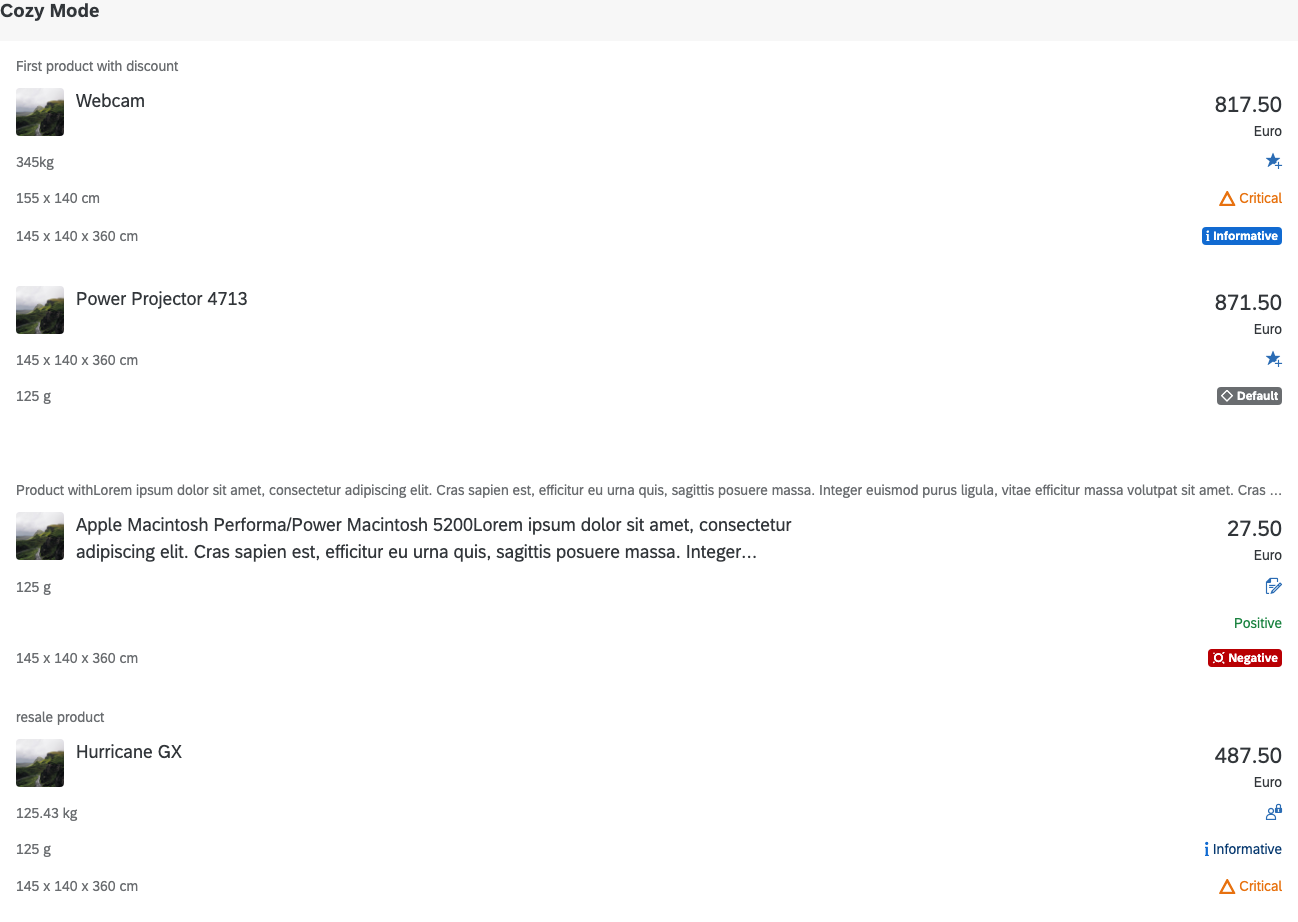 Cozy Mode
First product with discount
Webcam
817.50
Euro
345kg
155 x 140 cm
Critical
145 x 140 x 360 cm
Informative
Power Projector 4713
871.50
Euro
145 x 140 x 360 cm
125 g
Default
Product withLorem ipsum dolor sit amet, consectetur adipiscing elit. Cras sapien est, efficitur eu urna quis, sagittis posuere massa. Integer euismod purus ligula, vitae efficitur massa volutpat sit amet. Cras ...
Apple Macintosh Performa/Power Macintosh 5200Lorem ipsum dolor sit amet, consectetur
adipiscing elit. Cras sapien est, efficitur eu urna quis, sagittis posuere massa. Integer...
27.50
Euro
125 g
Positive
145 x 140 x 360 cm
Negative
resale product
Hurricane GX
487.50
Euro
125.43 kg
125 g
Informative
145 x 140 x 360 cm
Critical